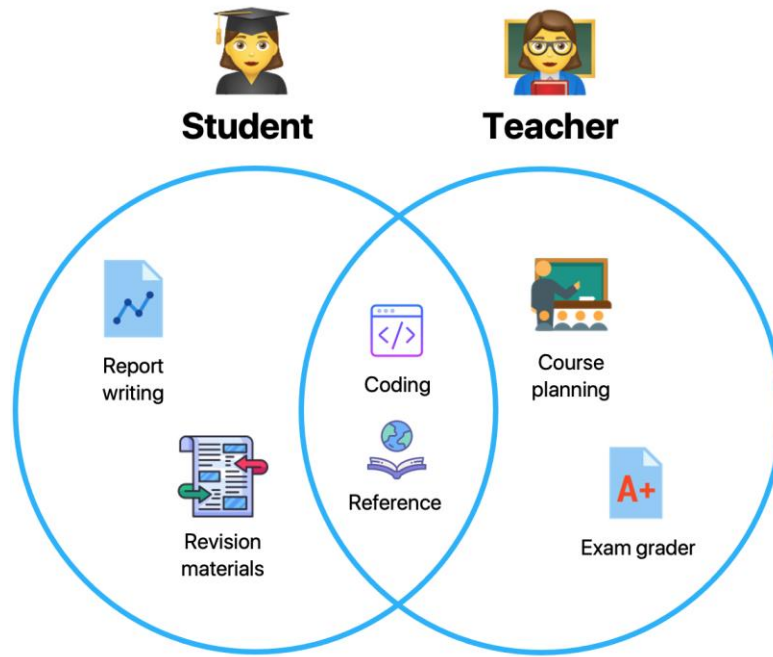 Student
Teacher
Report
writing
Revision
materials
</>
Coding
Reference
Course
planning
A+
Exam grader